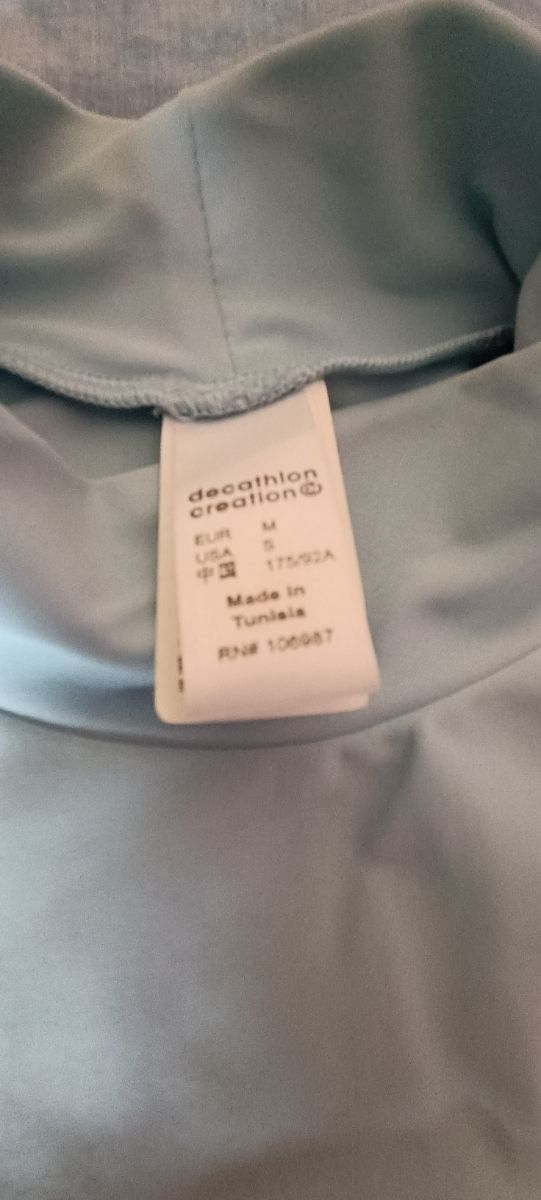 decathlon
creation©
EUR M
USA S
中国 175/92A
Made in
Tunisia
RN# 106987